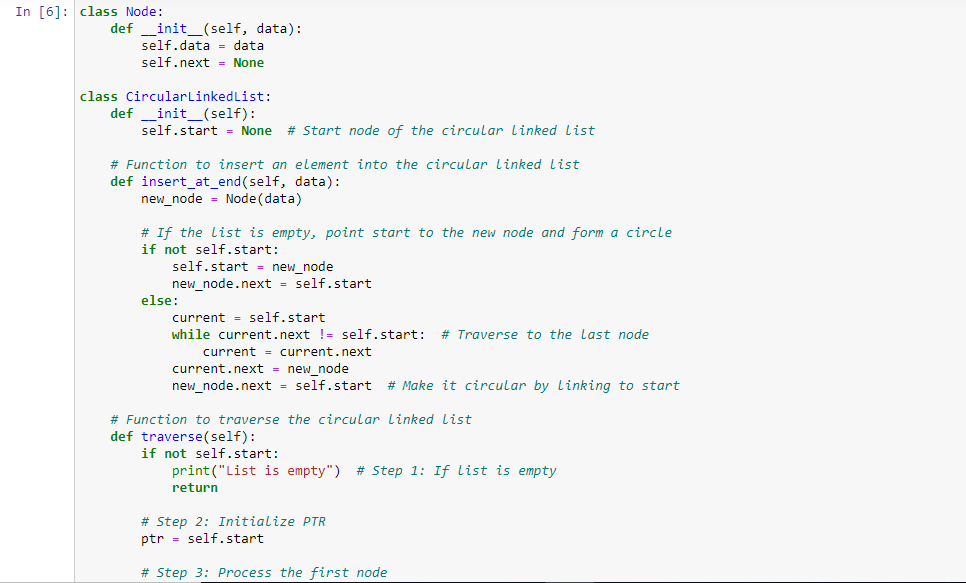 In [6]: class Node:
    def __init__(self, data):
        self.data = data
        self.next = None

class CircularLinkedList:
    def __init__(self):
        self.start = None  # Start node of the circular linked list

    # Function to insert an element into the circular linked list
    def insert_at_end(self, data):
        new_node = Node(data)

        # If the list is empty, point start to the new node and form a circle
        if not self.start:
            self.start = new_node
            new_node.next = self.start
        else:
            current = self.start
            while current.next != self.start:  # Traverse to the last node
                current = current.next
            current.next = new_node
            new_node.next = self.start  # Make it circular by linking to start

    # Function to traverse the circular linked list
    def traverse(self):
        if not self.start:
            print("List is empty")  # Step 1: If list is empty
            return

        # Step 2: Initialize PTR
        ptr = self.start

        # Step 3: Process the first node